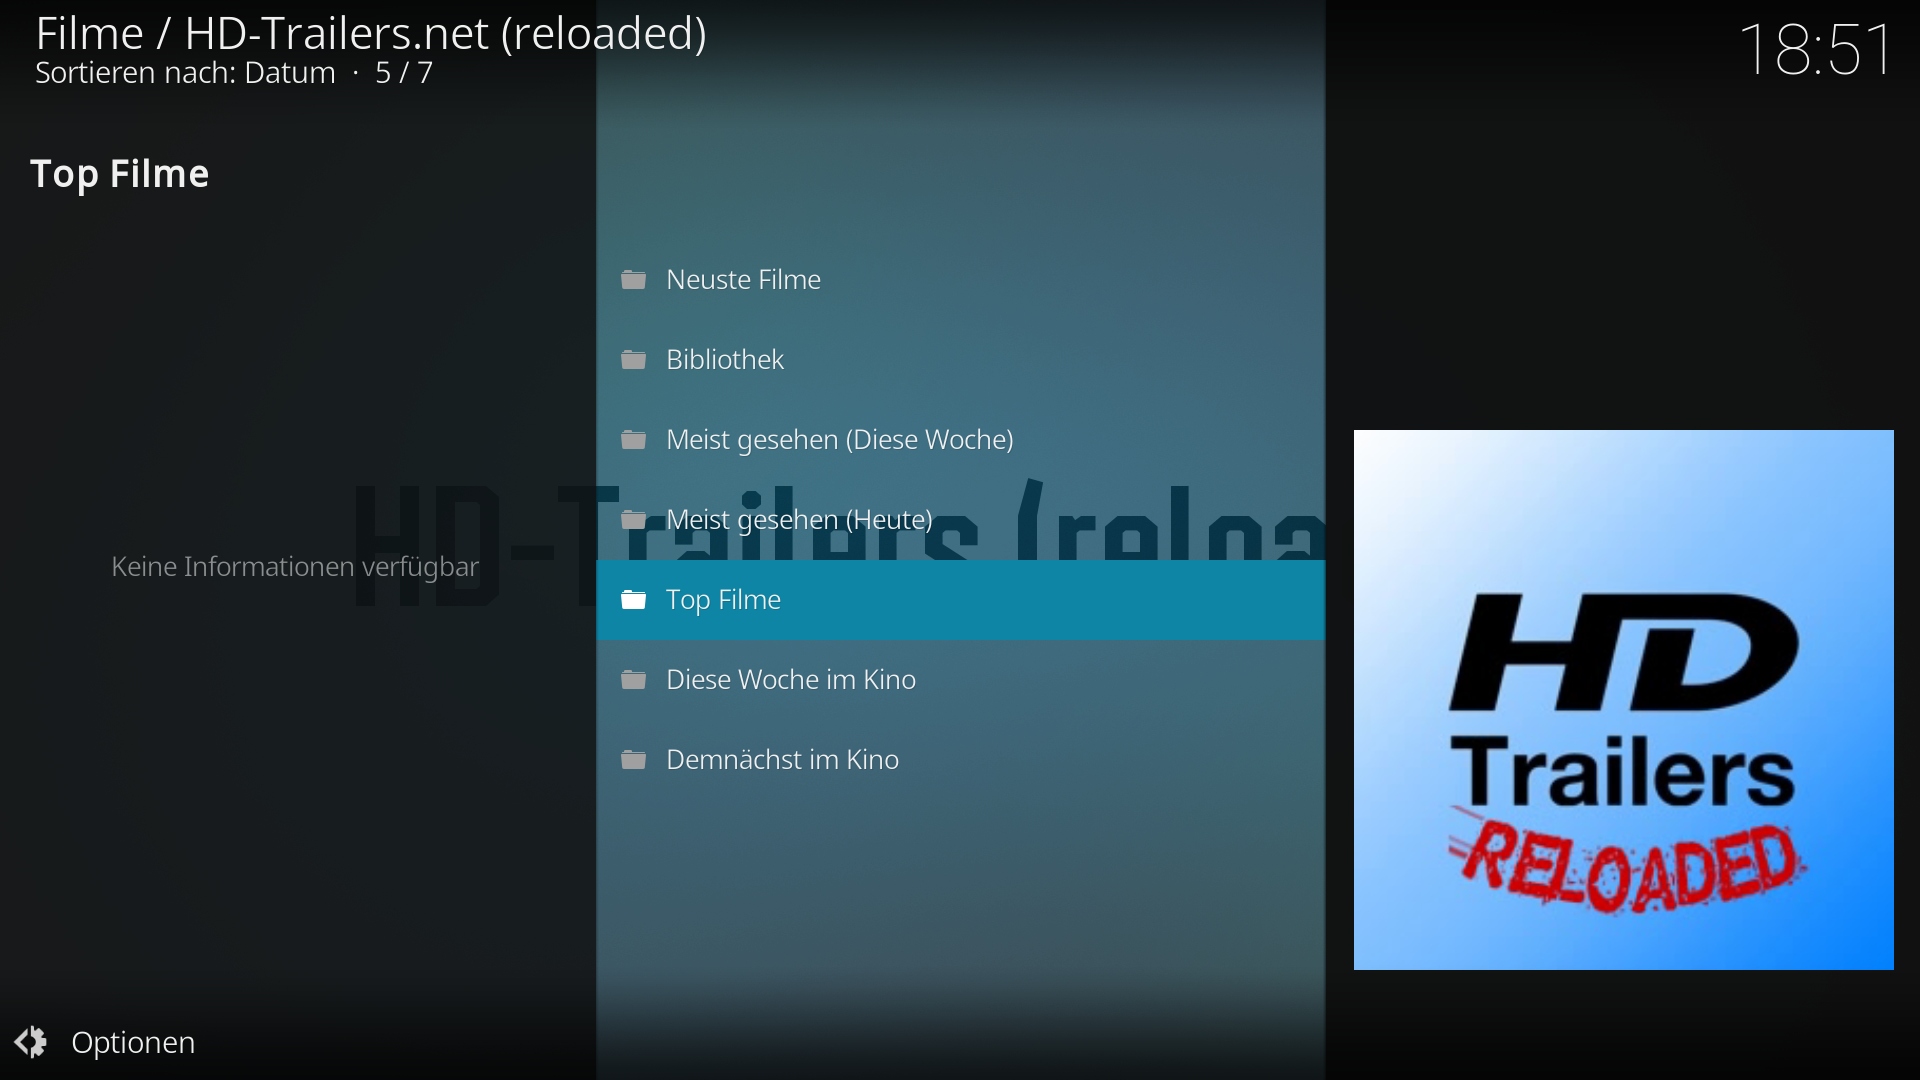 Filme / HD-Trailers.net (reloaded)
Sortieren nach: Datum · 5 / 7
18:51
Top Filme
Keine Informationen verfügbar
Neuste Filme
Bibliothek
Meist gesehen (Diese Woche)
Meist gesehen (Heute)
Top Filme
Diese Woche im Kino
Demnächst im Kino
HD-Trailers (reloa
HD
Trailers
RELOADED
Optionen